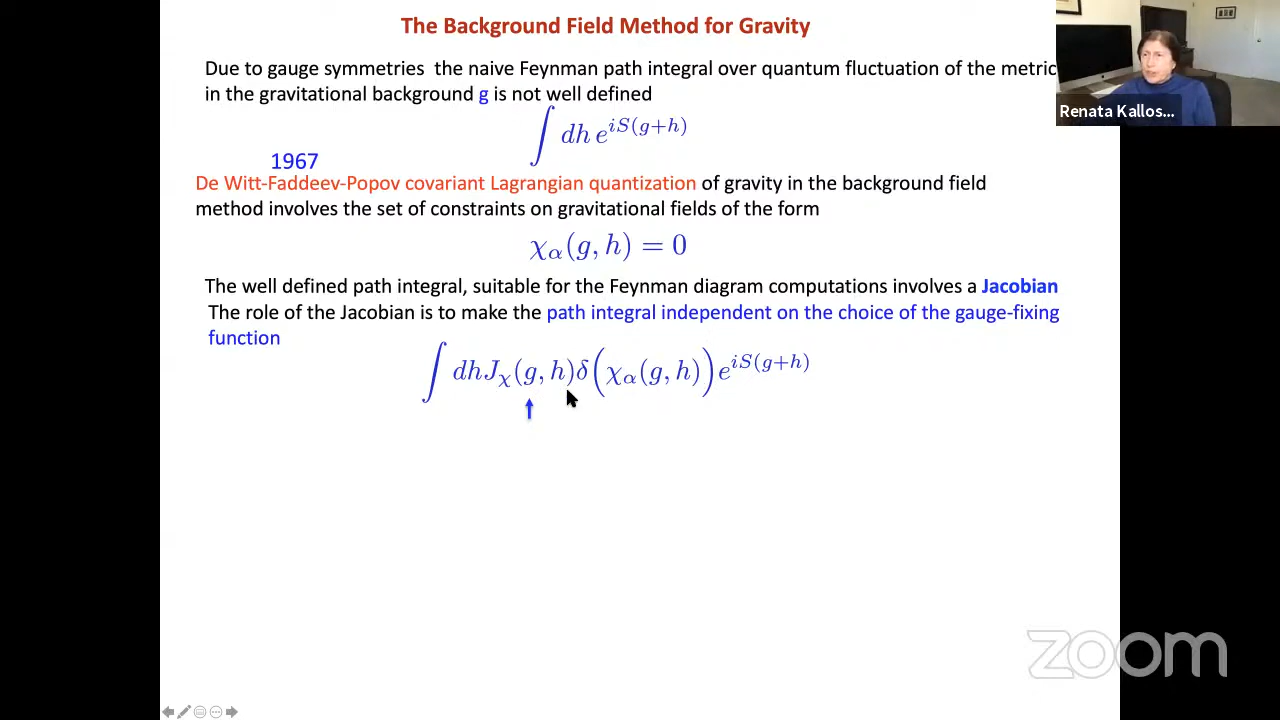 The Background Field Method for Gravity
Due to gauge symmetries the naive Feynman path integral over quantum fluctuation of the metric
in the gravitational background g is not well defined
∫ dh e^{iS(g+h)}
1967
De Witt-Faddeev-Popov covariant Lagrangian quantization of gravity in the background field
method involves the set of constraints on gravitational fields of the form
χ_α(g, h) = 0
The well defined path integral, suitable for the Feynman diagram computations involves a Jacobian
The role of the Jacobian is to make the path integral independent on the choice of the gauge-fixing
function
∫ dhJ_χ(g, h)δ(χ_α(g, h))e^{iS(g+h)}
Renata Kallos...
zoom